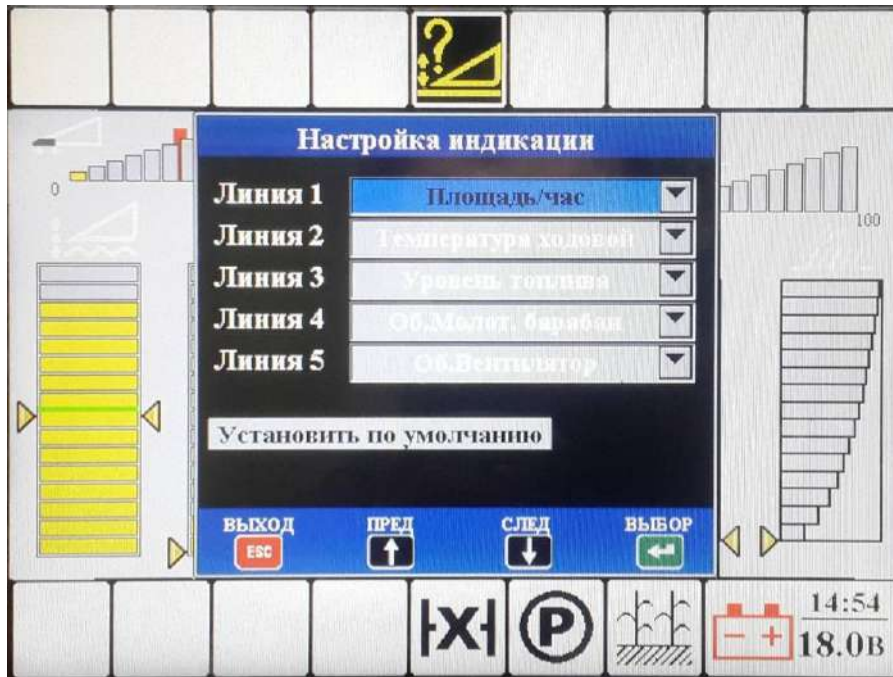 ?
Настройка индикации
0
100
Линия 1 Площадь/час
Линия 2 Температура ходовой
Линия 3 Уровень топлива
Линия 4 Об.Молот. барабан
Линия 5 Об.Вентилятор
Установить по умолчанию
ВЫХОД ПРЕД СЛЕД ВЫБОР
ESC
X P
14:54
18.0В